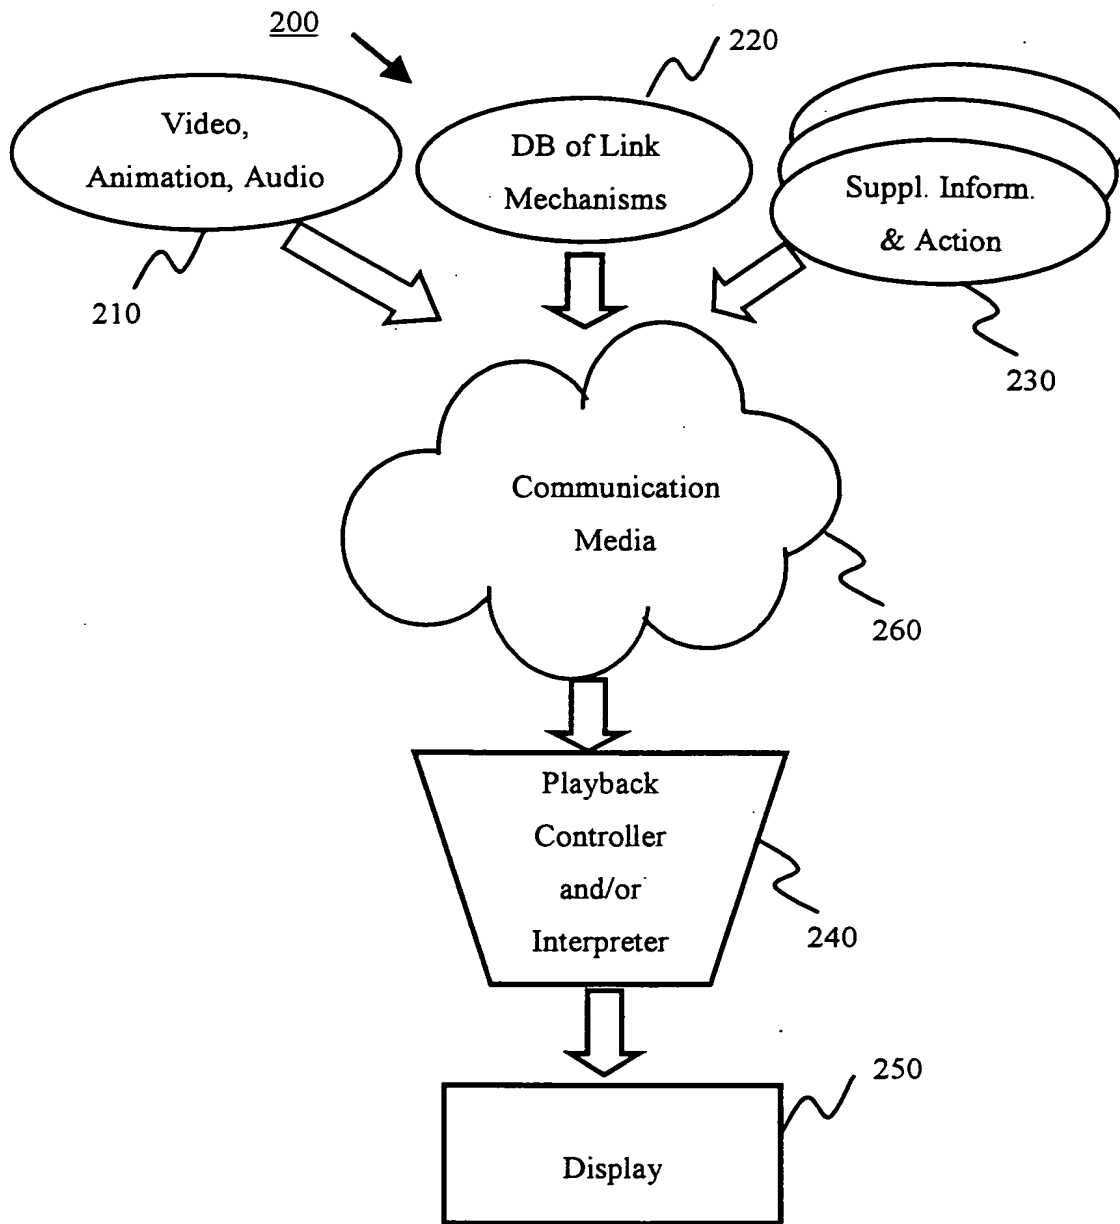 200
220
Video,
Animation, Audio
DB of Link
Mechanisms
Suppl. Inform.
& Action
210
230
Communication
Media
260
Playback
Controller
and/or
Interpreter
240
250
Display